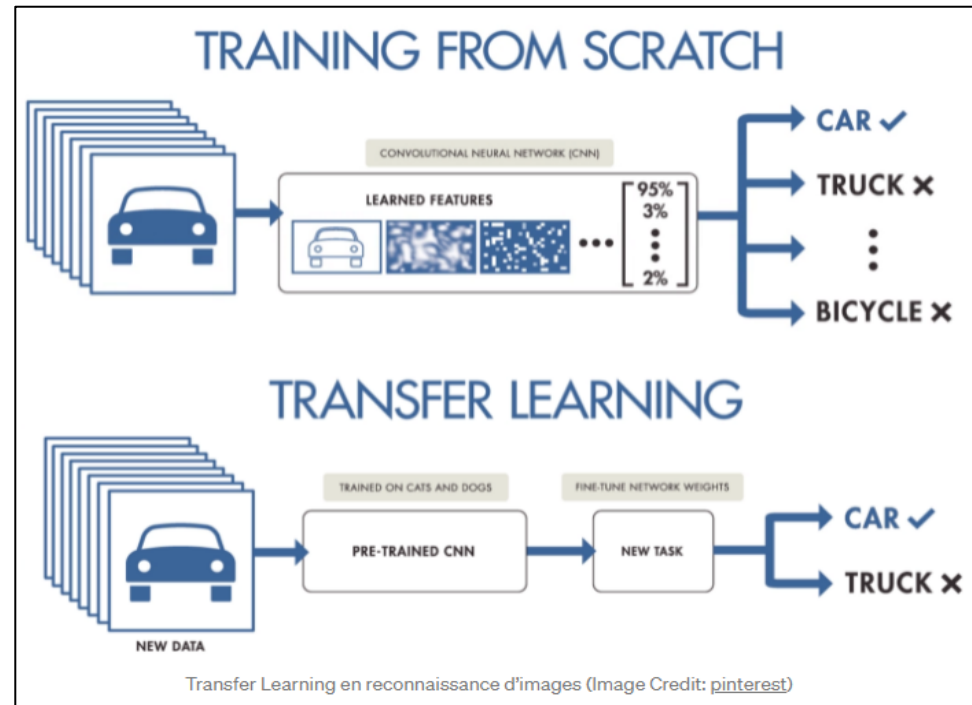 TRAINING FROM SCRATCH
CONVOLUTIONAL NEURAL NETWORK (CNN)
LEARNED FEATURES
95%
3%
2%
CAR ✓
TRUCK ✕
BICYCLE ✕
TRANSFER LEARNING
NEW DATA
TRAINED ON CATS AND DOGS
PRE-TRAINED CNN
FINE-TUNE NETWORK WEIGHTS
NEW TASK
CAR ✓
TRUCK ✕
Transfer Learning en reconnaissance d'images (Image Credit: pinterest)